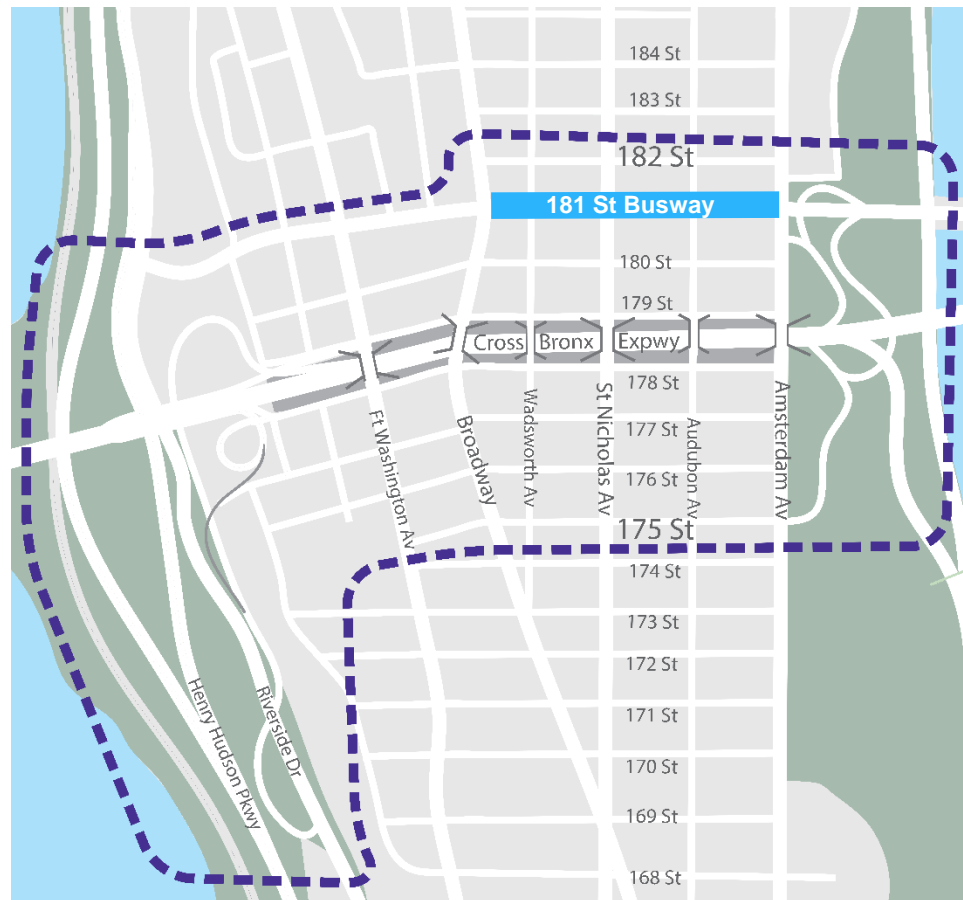 184 St
183 St
182 St
181 St Busway
180 St
179 St
Cross
Bronx
Expwy
178 St
Ft Washington Av
Broadway
Wadsworth Av
St Nicholas Av
Audubon Av
Amsterdam Av
177 St
176 St
175 St
174 St
173 St
172 St
171 St
170 St
169 St
168 St
Henry Hudson Pkwy
Riverside Dr